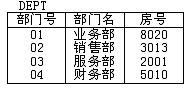 DEPT
部门号 部门名 房号
01 业务部 8020
02 销售部 3013
03 服务部 2001
04 财务部 5010